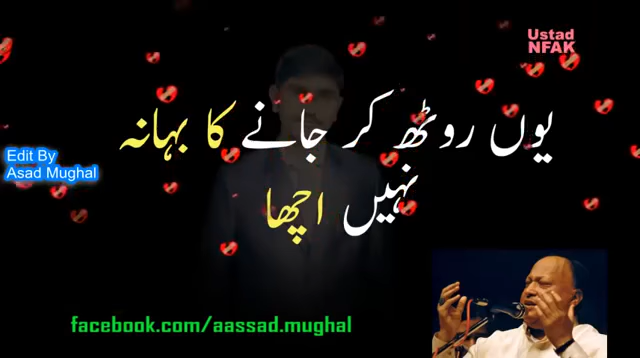 Ustad
NFAK
یوں روٹھ کر جانے کا بہانہ
نہیں اچھا
Edit By
Asad Mughal
facebook.com/aassad.mughal